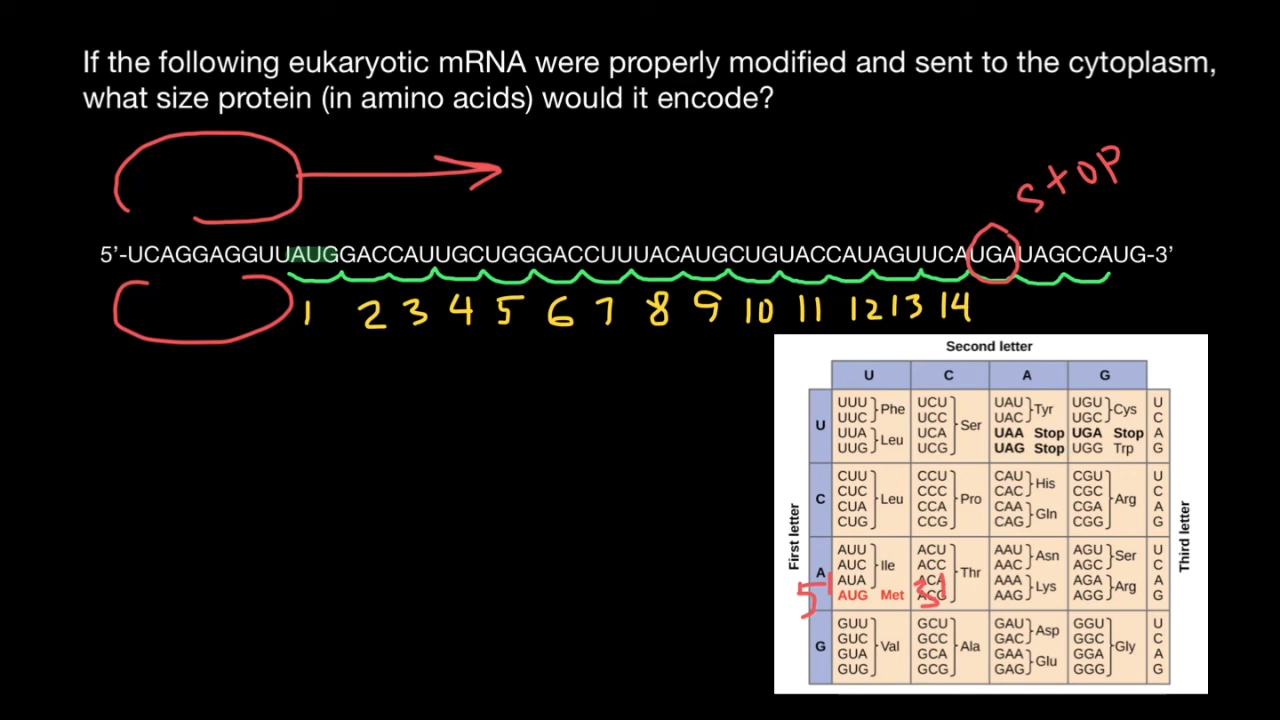 If the following eukaryotic mRNA were properly modified and sent to the cytoplasm,
what size protein (in amino acids) would it encode?
stop
5’-UCAGGAGGUUAUGGACCAUUGCUGGGACCUUUACAUGCUGUACCAUAGUUCAUGAUAGCCAUG-3’
1 2 3 4 5 6 7 8 9 10 11 12 13 14
Second letter
U C A G
UUU Phe UCU UAU Tyr UGU Cys U
UUC UCC Ser UAC UGC C
U UUA Leu UCA UAA Stop UGA Stop A
UUG UCG UAG Stop UGG Trp G
CUU CCU CAU His CGU U
CUC CCC CAC CGC C
C CUA Leu CCA Pro CAA Gln CGA Arg A
CUG CCG CAG CGG G
AUU ACU AAU Asn AGU Ser U
AUC Ile ACC Thr AAC AGC C
A AUA ACA AAA Lys AGA Arg A
5' AUG Met 3' ACG AAG AGG G
GUU GCU GAU Asp GGU U
GUC GCC GAC GGC C
G GUA Val GCA Ala GAA Glu GGA Gly A
GUG GCG GAG GGG G
First letter
Third letter